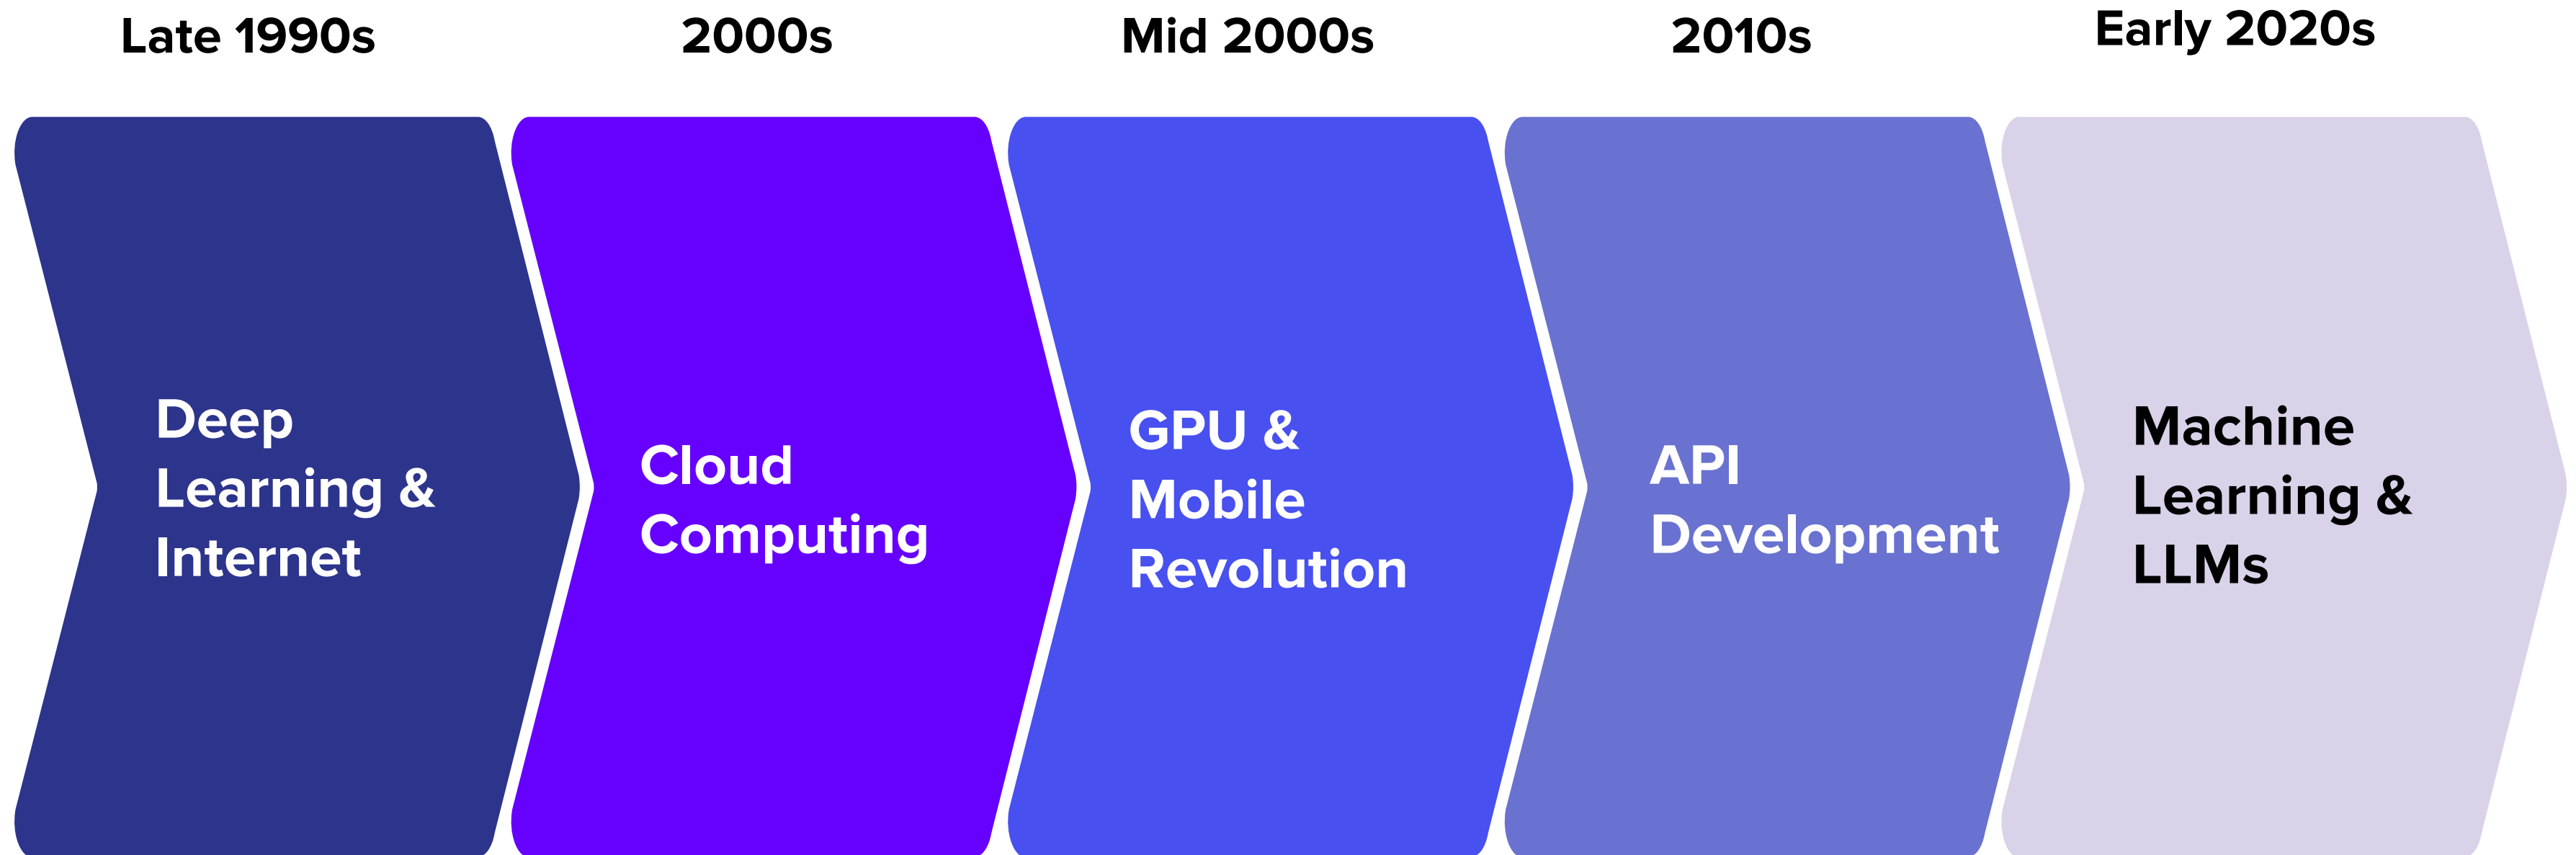 Late 1990s
2000s
Mid 2000s
2010s
Early 2020s
Deep
Learning &
Internet
Cloud
Computing
GPU &
Mobile
Revolution
API
Development
Machine
Learning &
LLMs